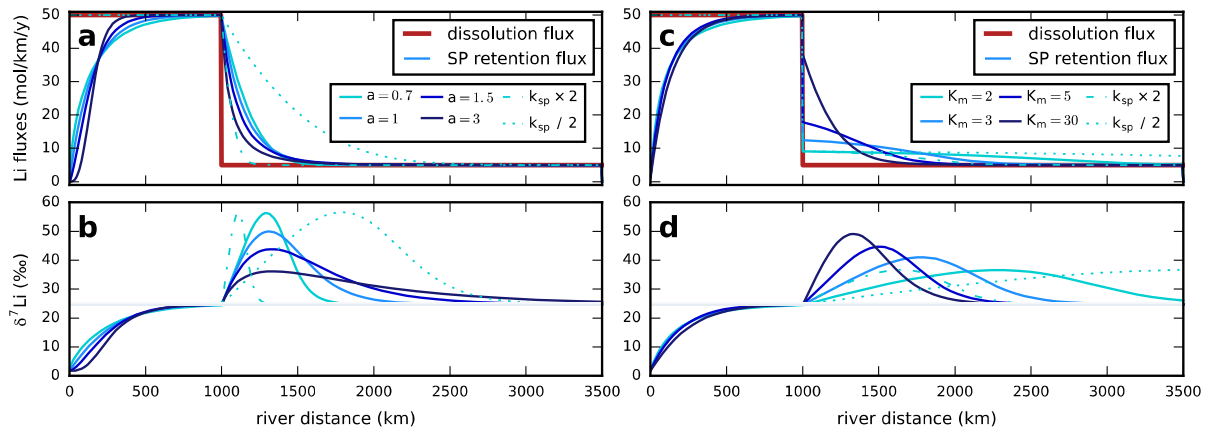 a
c
Li fluxes (mol/km/y)
50
40
30
20
10
0
dissolution flux
SP retention flux
a = 0.7
a = 1.5
k_sp × 2
a = 1
a = 3
k_sp / 2
50
40
30
20
10
0
dissolution flux
SP retention flux
K_m = 2
K_m = 5
k_sp × 2
K_m = 3
K_m = 30
k_sp / 2
b
d
δ⁷Li (‰)
60
50
40
30
20
10
0
60
50
40
30
20
10
0
0 500 1000 1500 2000 2500 3000 3500
0 500 1000 1500 2000 2500 3000 3500
river distance (km)
river distance (km)